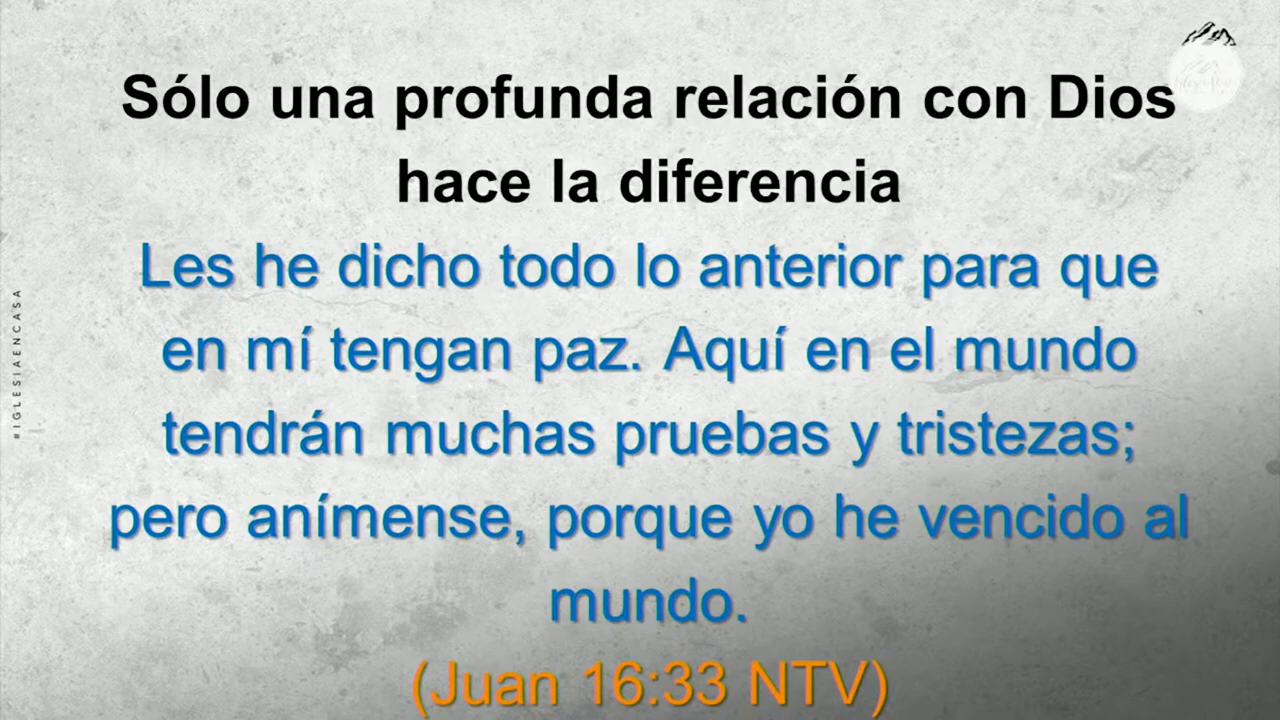 Sólo una profunda relación con Dios
hace la diferencia
Les he dicho todo lo anterior para que
en mí tengan paz. Aquí en el mundo
tendrán muchas pruebas y tristezas;
pero anímense, porque yo he vencido al
mundo.
(Juan 16:33 NTV)
#IGLESIAENCASA